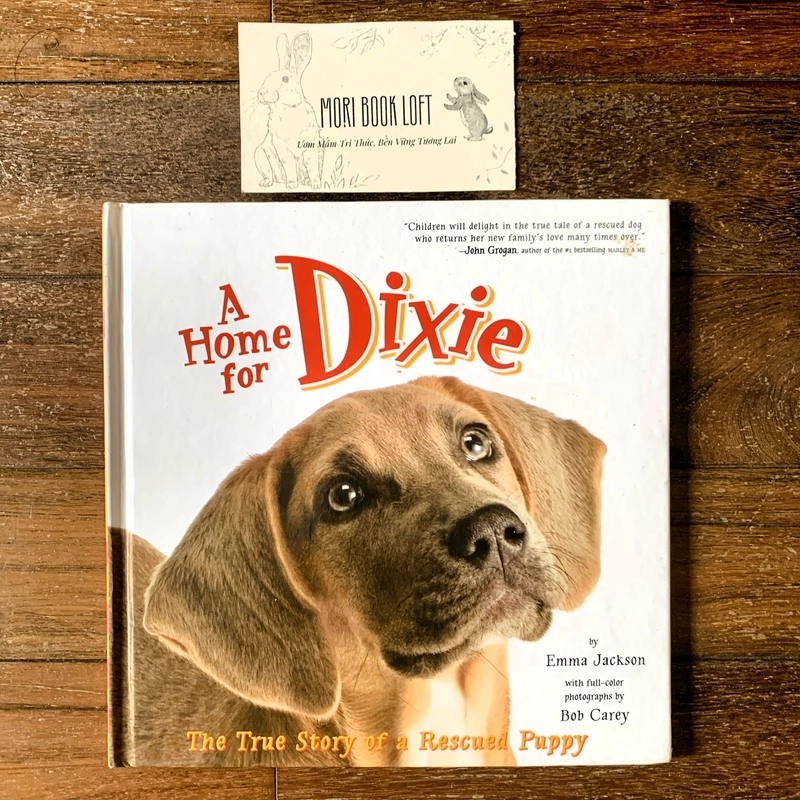 MORI BOOK LOFT
Ươm Mầm Tri Thức, Bền Vững Tương Lai
"Children will delight in the true tale of a rescued dog
who returns her new family's love many times over."
—John Grogan, author of the #1 bestselling MARLEY & ME
A
Home
for
Dixie
by
Emma Jackson
with full-color
photographs by
Bob Carey
The True Story of a Rescued Puppy